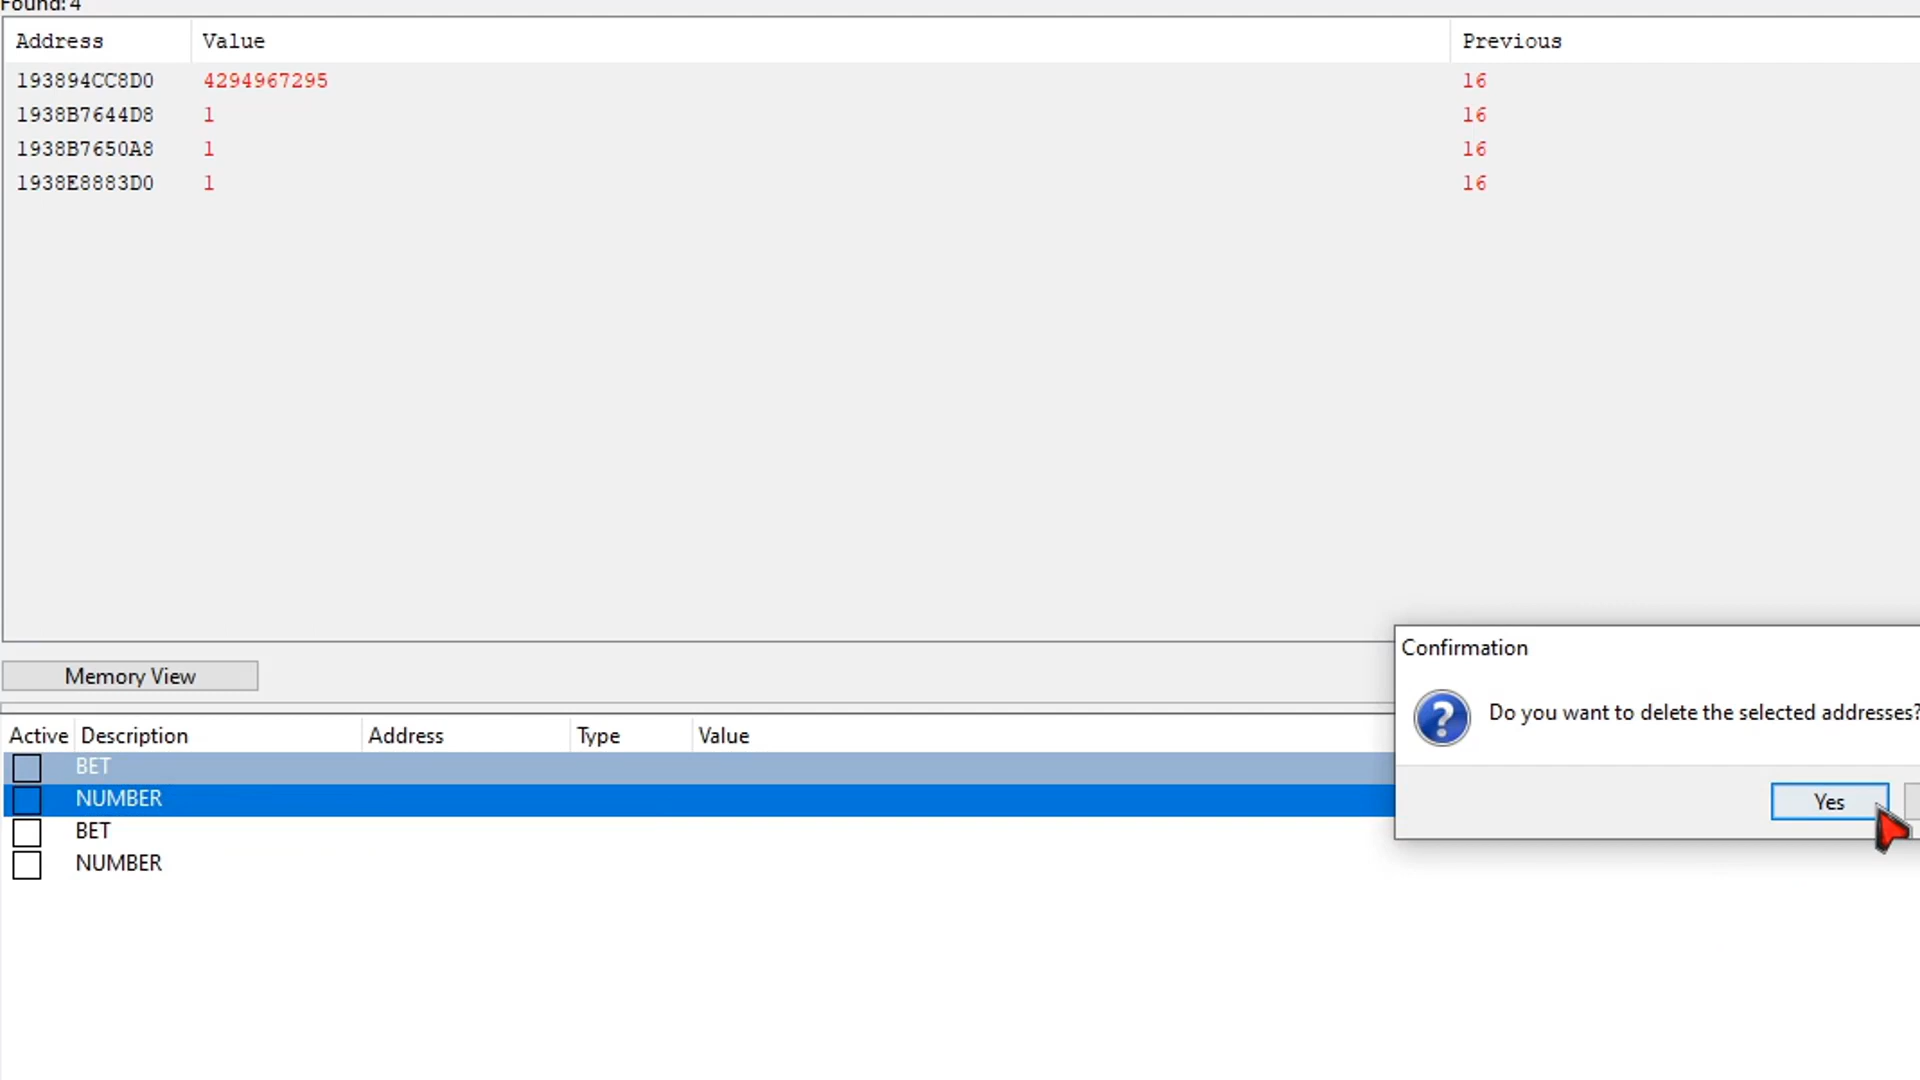 Found: 4
Address Value Previous
193894CC8D0 4294967295 16
1938B7644D8 1 16
1938B7650A8 1 16
1938E8883D0 1 16
Memory View
Confirmation
Do you want to delete the selected addresses?
Yes
Active Description Address Type Value
BET
NUMBER
BET
NUMBER